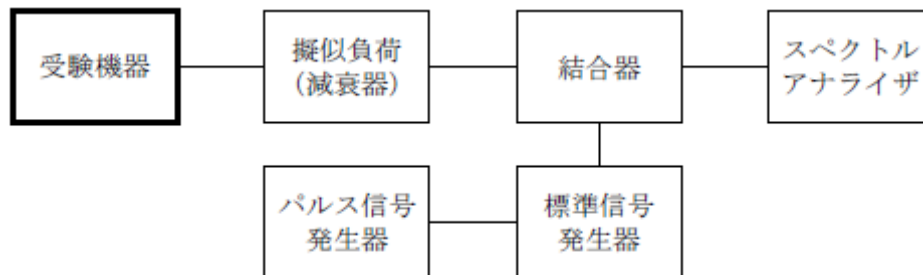 受験機器
擬似負荷
（減衰器）
結合器
スペクトル
アナライザ
パルス信号
発生器
標準信号
発生器